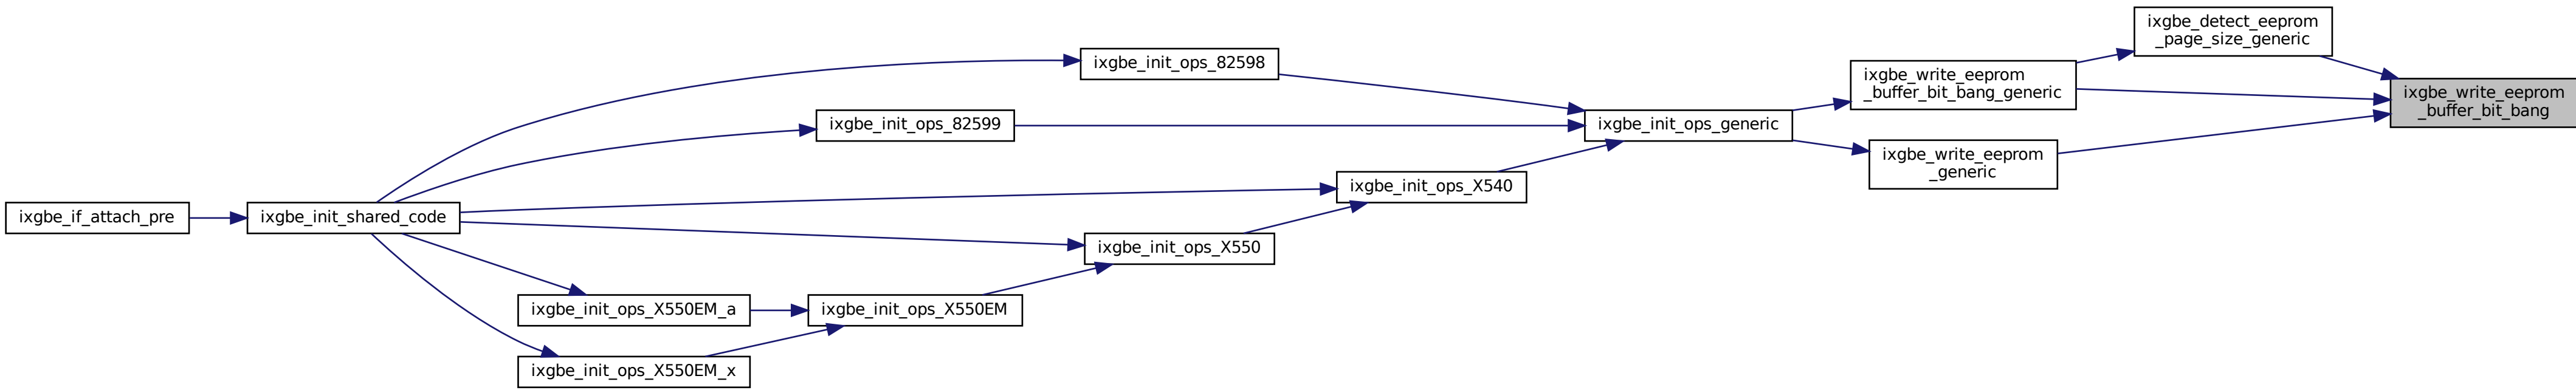 ixgbe_if_attach_pre
ixgbe_init_shared_code
ixgbe_init_ops_82598
ixgbe_init_ops_82599
ixgbe_init_ops_X540
ixgbe_init_ops_X550
ixgbe_init_ops_X550EM_a
ixgbe_init_ops_X550EM
ixgbe_init_ops_X550EM_x
ixgbe_init_ops_generic
ixgbe_write_eeprom
_buffer_bit_bang_generic
ixgbe_write_eeprom
_generic
ixgbe_detect_eeprom
_page_size_generic
ixgbe_write_eeprom
_buffer_bit_bang